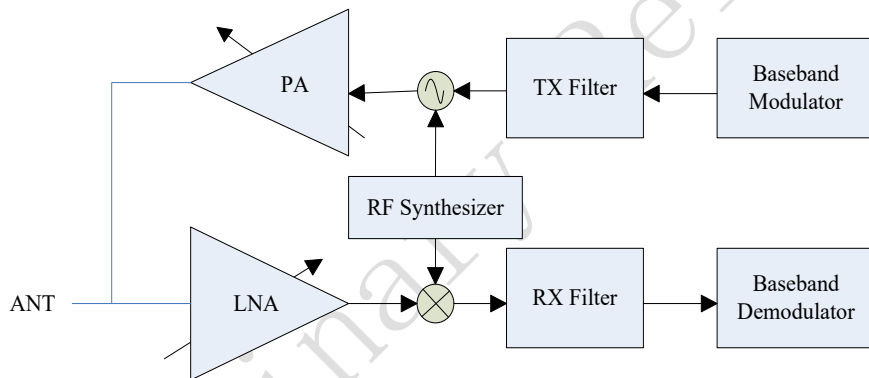 PA
TX Filter
Baseband
Modulator
RF Synthesizer
ANT
LNA
RX Filter
Baseband
Demodulator